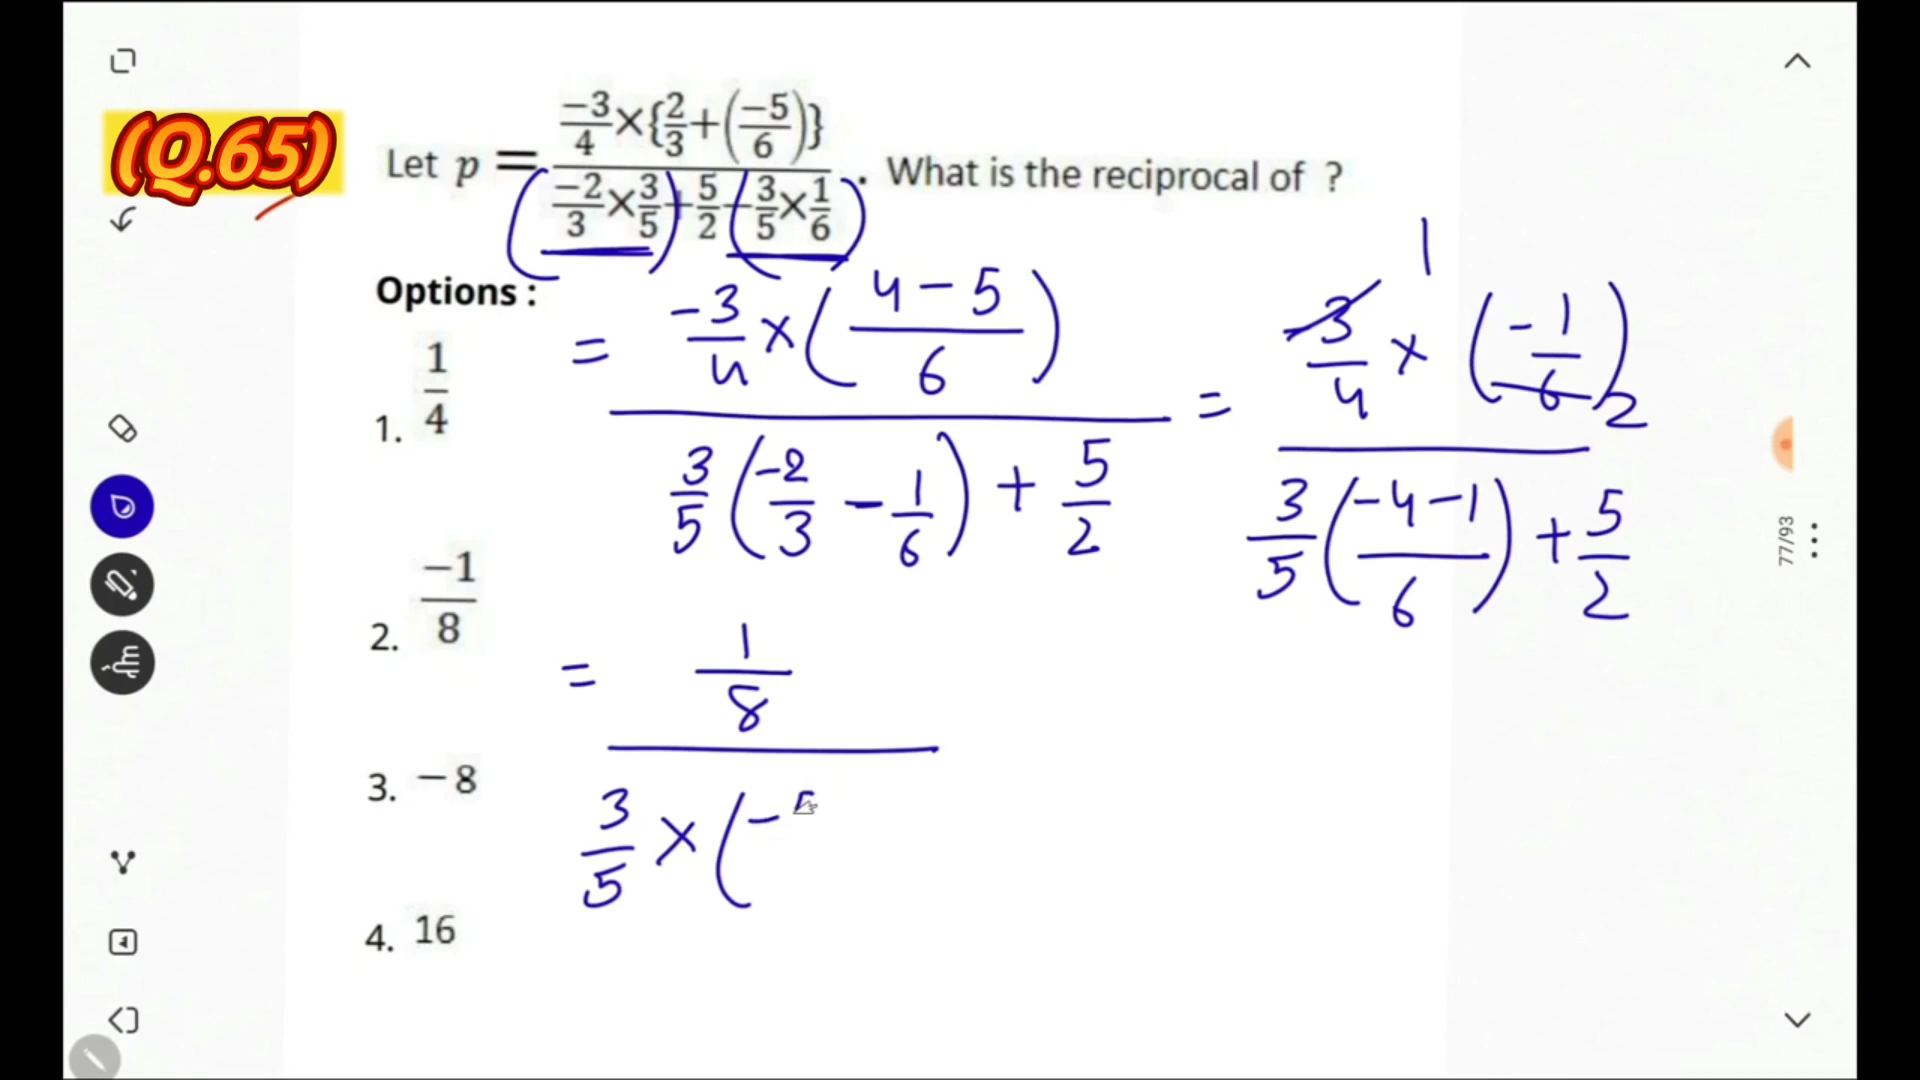 (Q.65)
Let p = (−3/4 × {2/3 + (−5/6)}) / (−2/3 × 3/5 + 5/2 − 3/5 × 1/6) . What is the reciprocal of ?
Options :
1. 1/4
2. −1/8
3. −8
4. 16
= (−3/4 × ((4 − 5)/6)) / (3/5 (−2/3 − 1/6) + 5/2)
= (−3/4 × (−1/6)) / (3/5 ((−4 − 1)/6) + 5/2)
1
2
= (1/8) / (3/5 × (−
77/93